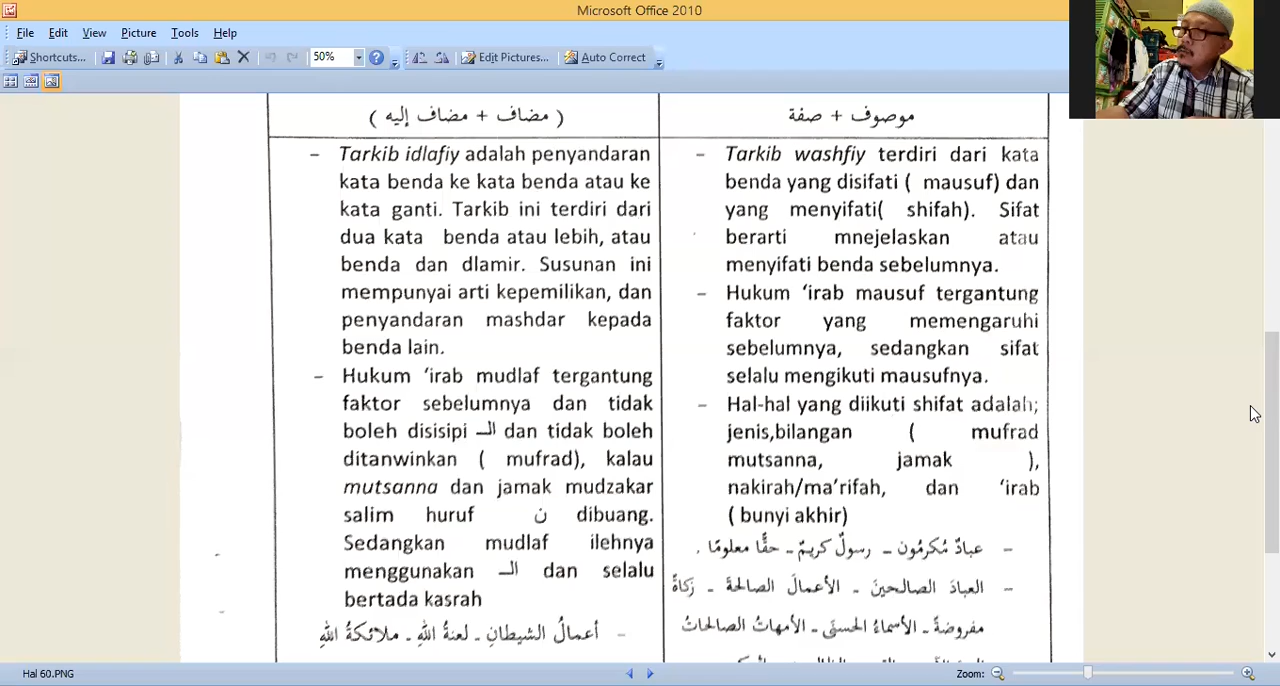 Microsoft Office 2010
File Edit View Picture Tools Help
Shortcuts... 50% Edit Pictures... Auto Correct
( مضاف + مضاف إليه )
- Tarkib idlafiy adalah penyandaran
kata benda ke kata benda atau ke
kata ganti. Tarkib ini terdiri dari
dua kata benda atau lebih, atau
benda dan dlamir. Susunan ini
mempunyai arti kepemilikan, dan
penyandaran mashdar kepada
benda lain.
- Hukum ‘irab mudlaf tergantung
faktor sebelumnya dan tidak
boleh disisipi الـ dan tidak boleh
ditanwinkan ( mufrad), kalau
mutsanna dan jamak mudzakar
salim huruf ن dibuang.
Sedangkan mudlaf ilehnya
menggunakan الـ dan selalu
bertada kasrah
- أعمالُ الشيطانِ ـ لعنةُ اللهِ ـ ملائكةُ اللهِ
موصوف + صفة
- Tarkib washfiy terdiri dari kata
benda yang disifati ( mausuf) dan
yang menyifati( shifah). Sifat
berarti mnejelaskan atau
menyifati benda sebelumnya.
- Hukum ‘irab mausuf tergantung
faktor yang memengaruhi
sebelumnya, sedangkan sifat
selalu mengikuti mausufnya.
- Hal-hal yang diikuti shifat adalah;
jenis,bilangan ( mufrad
mutsanna, jamak ),
nakirah/ma’rifah, dan ‘irab
( bunyi akhir)
- عبادٌ مُكرمُون ـ رسولٌ كريمٌ ـ حقًّا معلومًا .
- العبادَ الصالحينَ ـ الأعمالَ الصالحةَ ـ زكاةً
مفروضةً ـ الأسماءُ الحسنَى ـ الأمهاتُ الصالحاتُ
Hal 60.PNG Zoom: